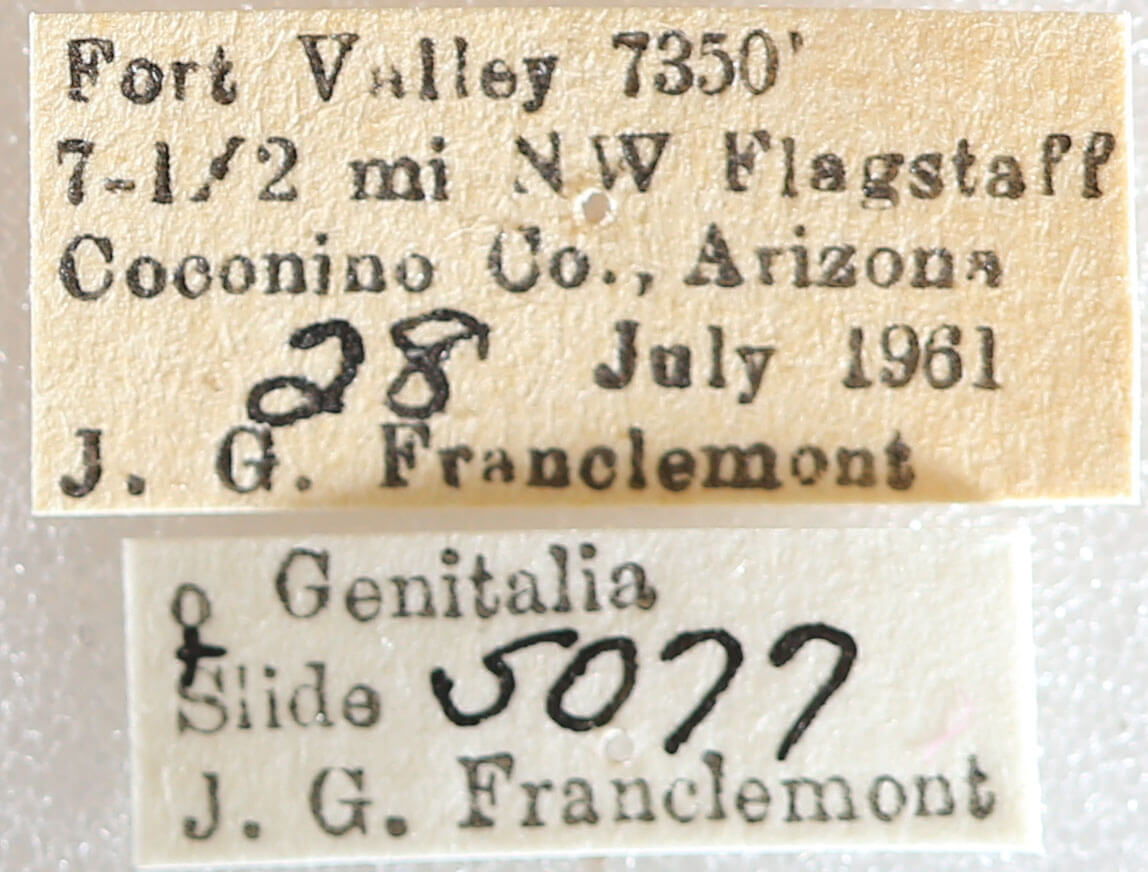 Fort Valley 7350'
7-1/2 mi NW Flagstaff
Coconino Co., Arizona
28 July 1961
J. G. Franclemont
♀ Genitalia
Slide 5077
J. G. Franclemont